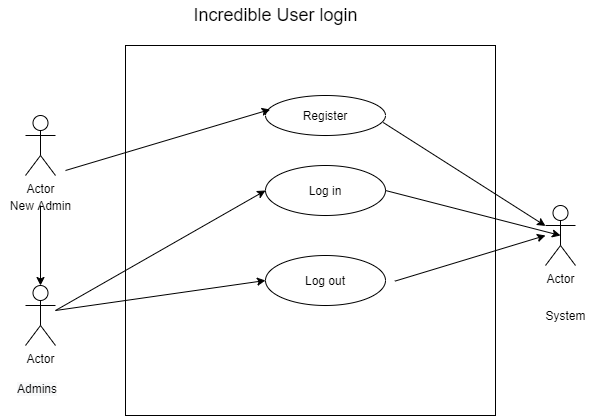 Incredible User login
Register
Actor
New Admin
Log in
Log out
Actor
System
Actor
Admins